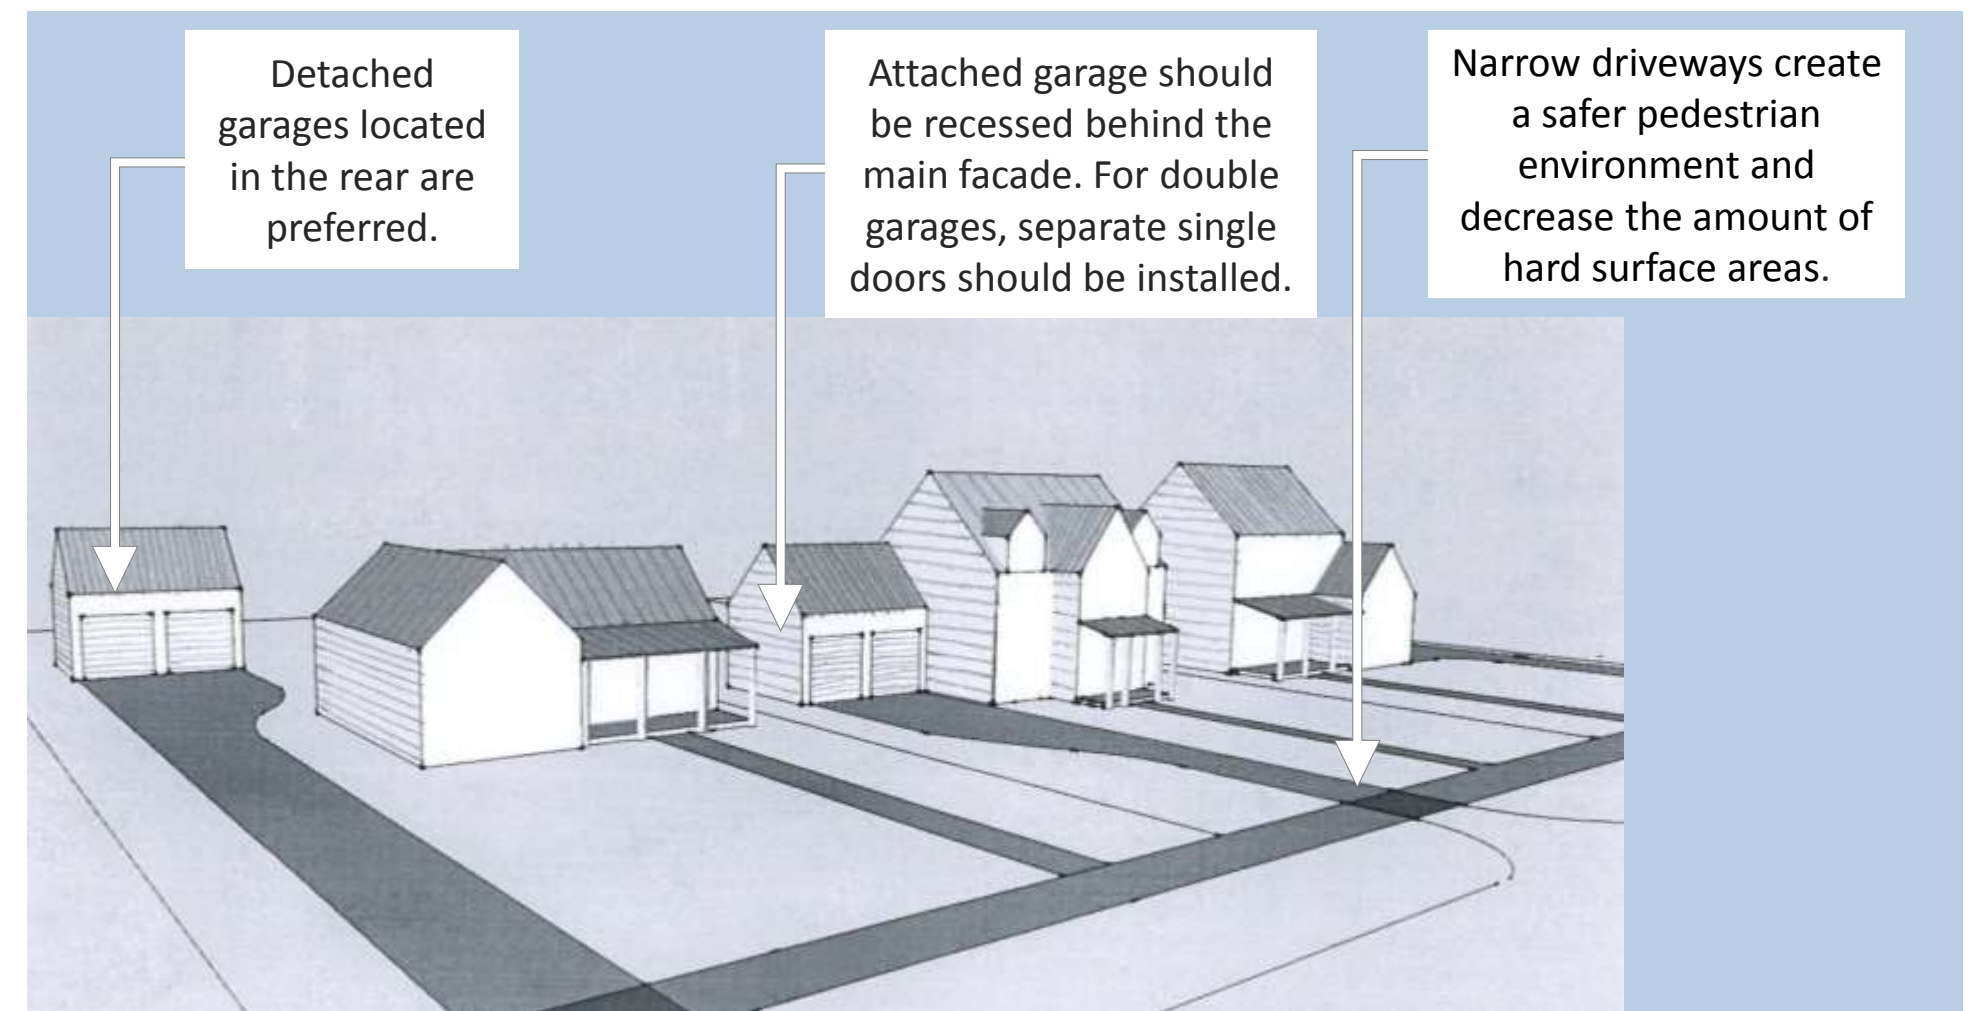 Detached
garages located
in the rear are
preferred.
Attached garage should
be recessed behind the
main facade. For double
garages, separate single
doors should be installed.
Narrow driveways create
a safer pedestrian
environment and
decrease the amount of
hard surface areas.